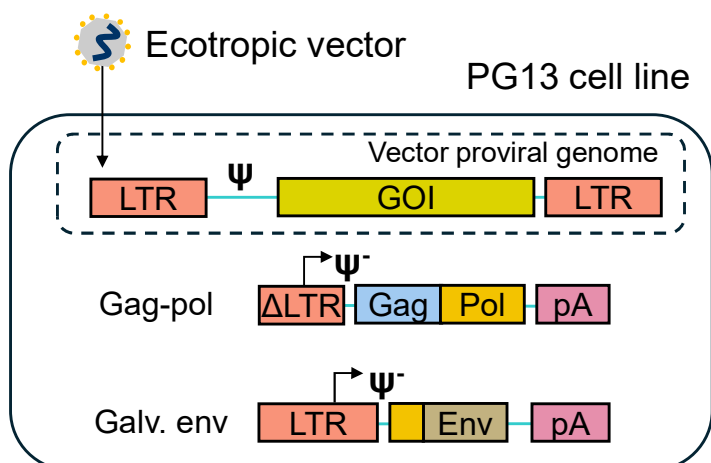 Ecotropic vector
PG13 cell line
Vector proviral genome
LTR Ψ GOI LTR
Ψ-
Gag-pol ΔLTR Gag Pol pA
Ψ-
Galv. env LTR Env pA